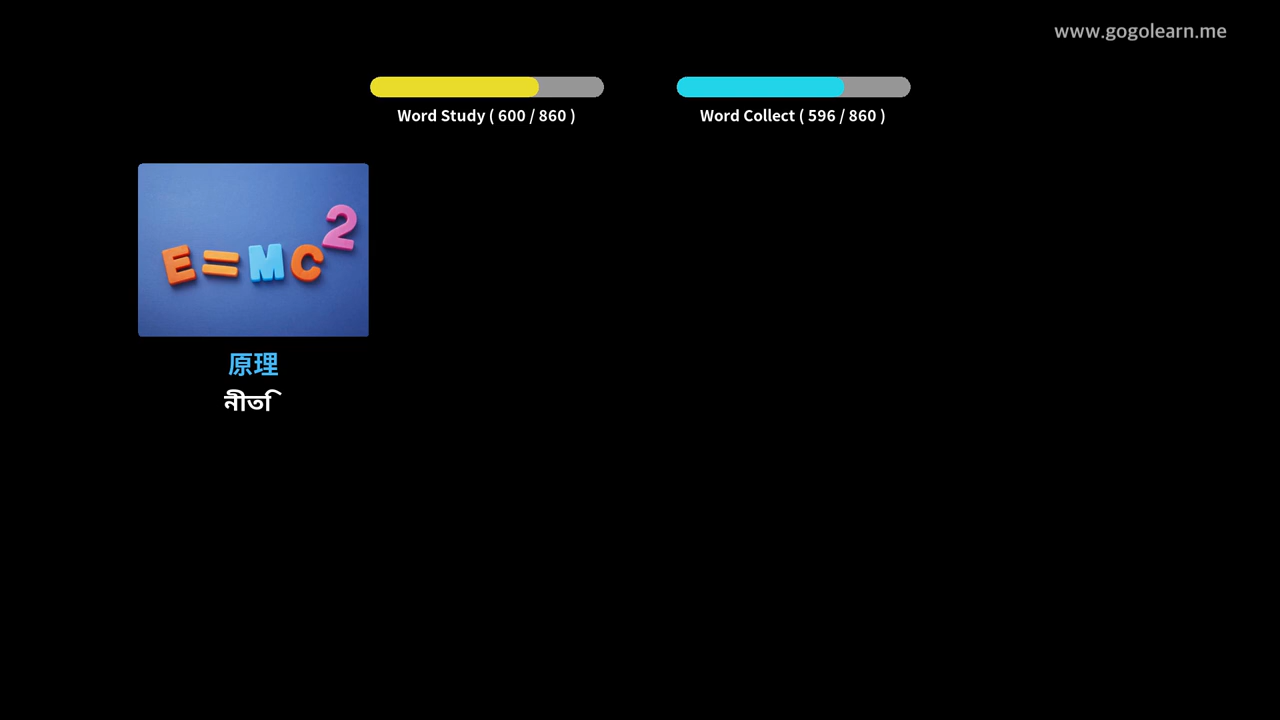 www.gogolearn.me
Word Study ( 600 / 860 )
Word Collect ( 596 / 860 )
E=MC2
原理
নীতি